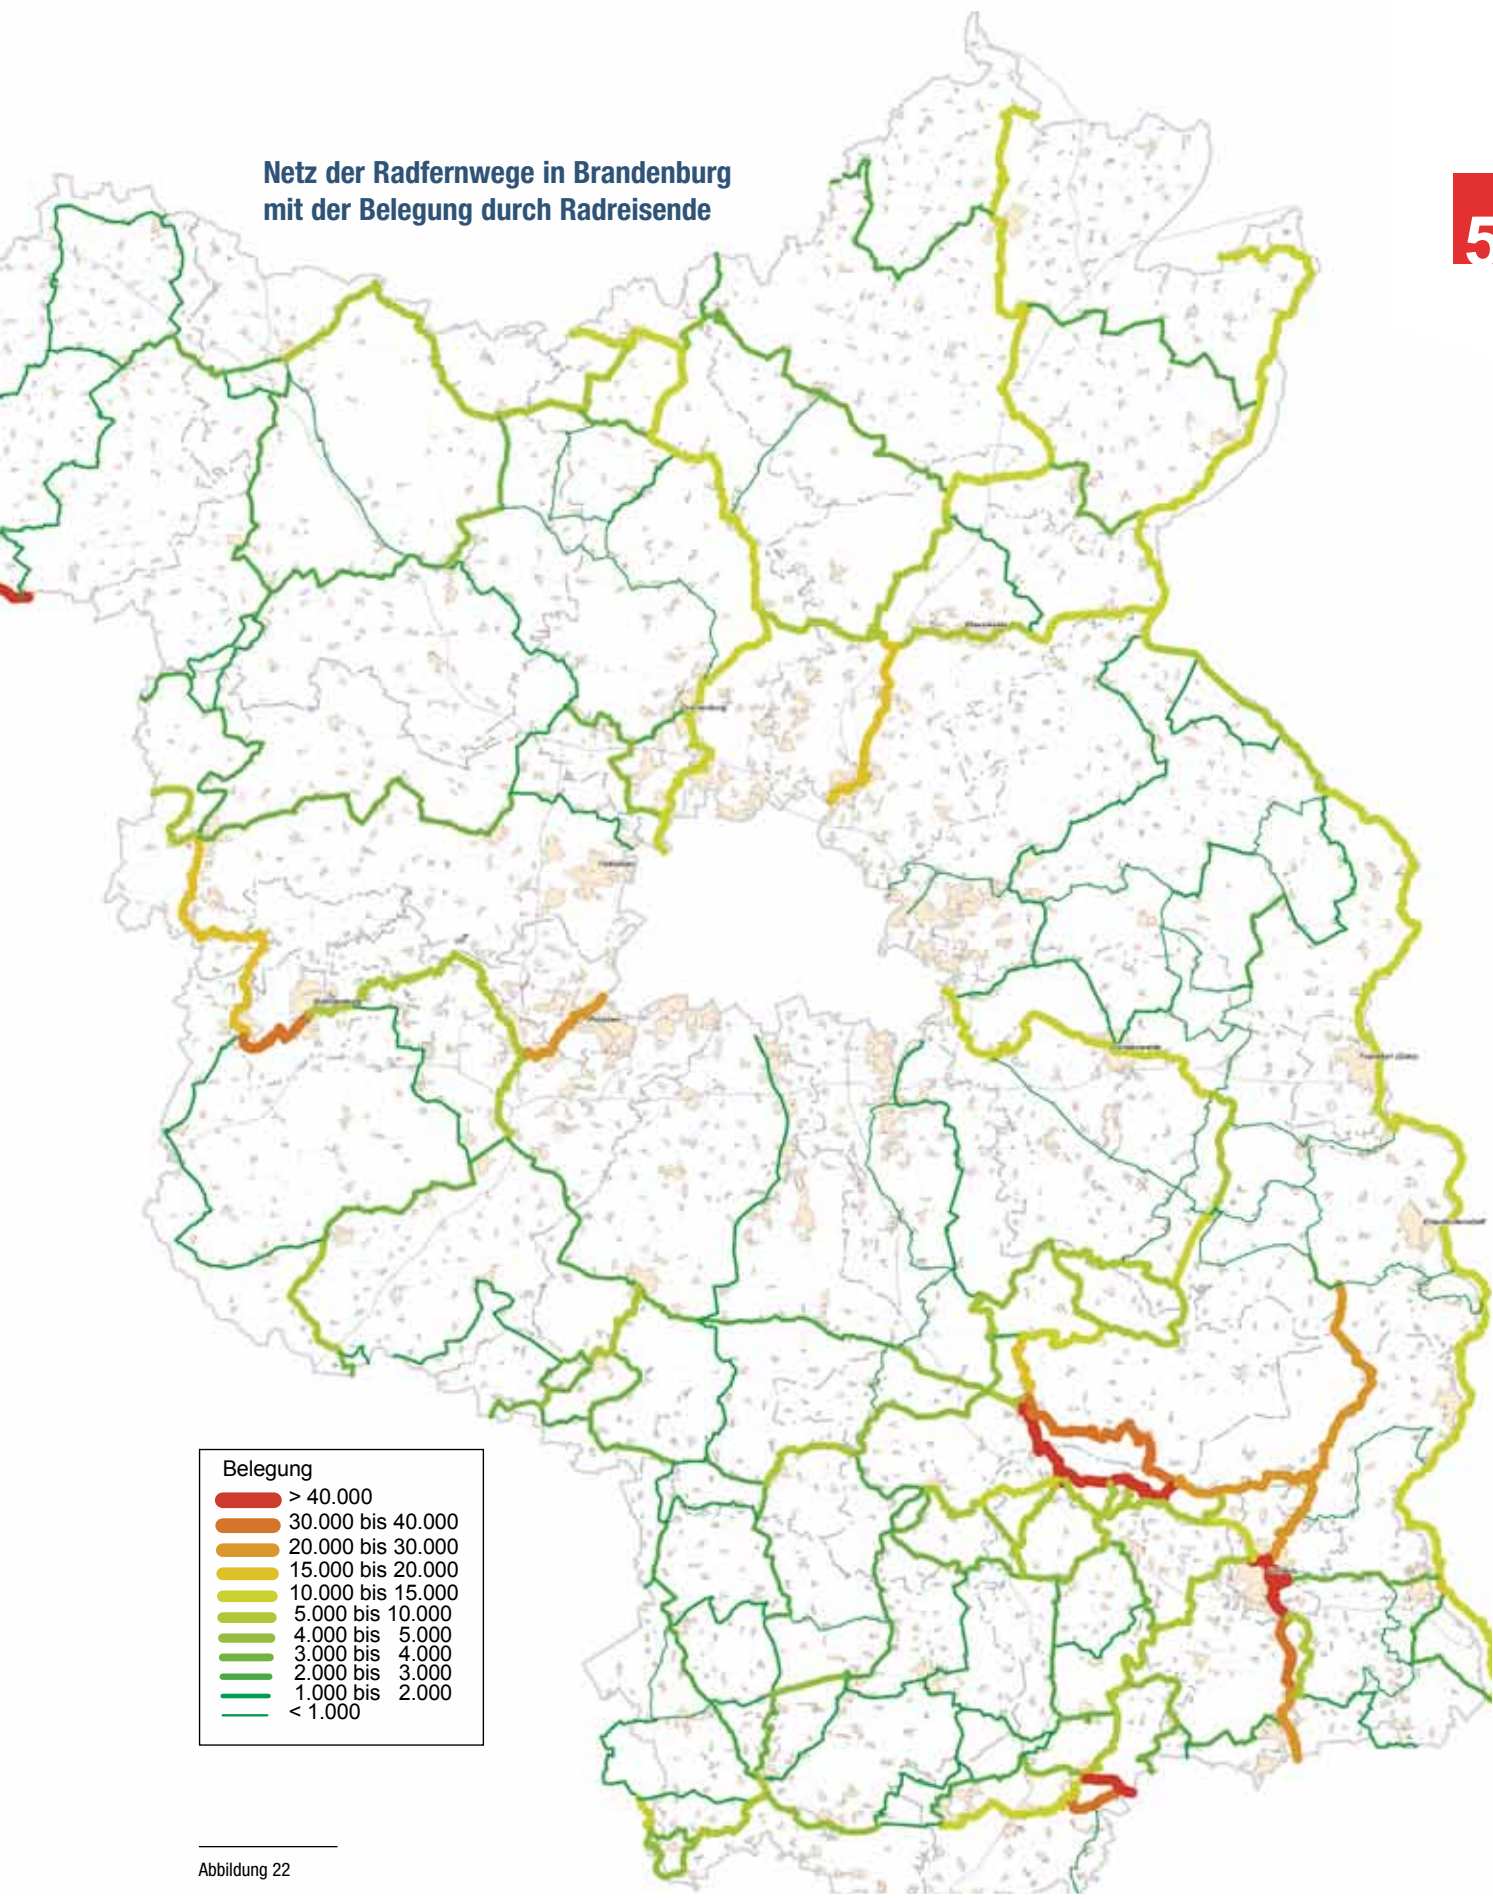 Netz der Radfernwege in Brandenburg
mit der Belegung durch Radreisende
5
Belegung
> 40.000
30.000 bis 40.000
20.000 bis 30.000
15.000 bis 20.000
10.000 bis 15.000
5.000 bis 10.000
4.000 bis 5.000
3.000 bis 4.000
2.000 bis 3.000
1.000 bis 2.000
< 1.000
Abbildung 22